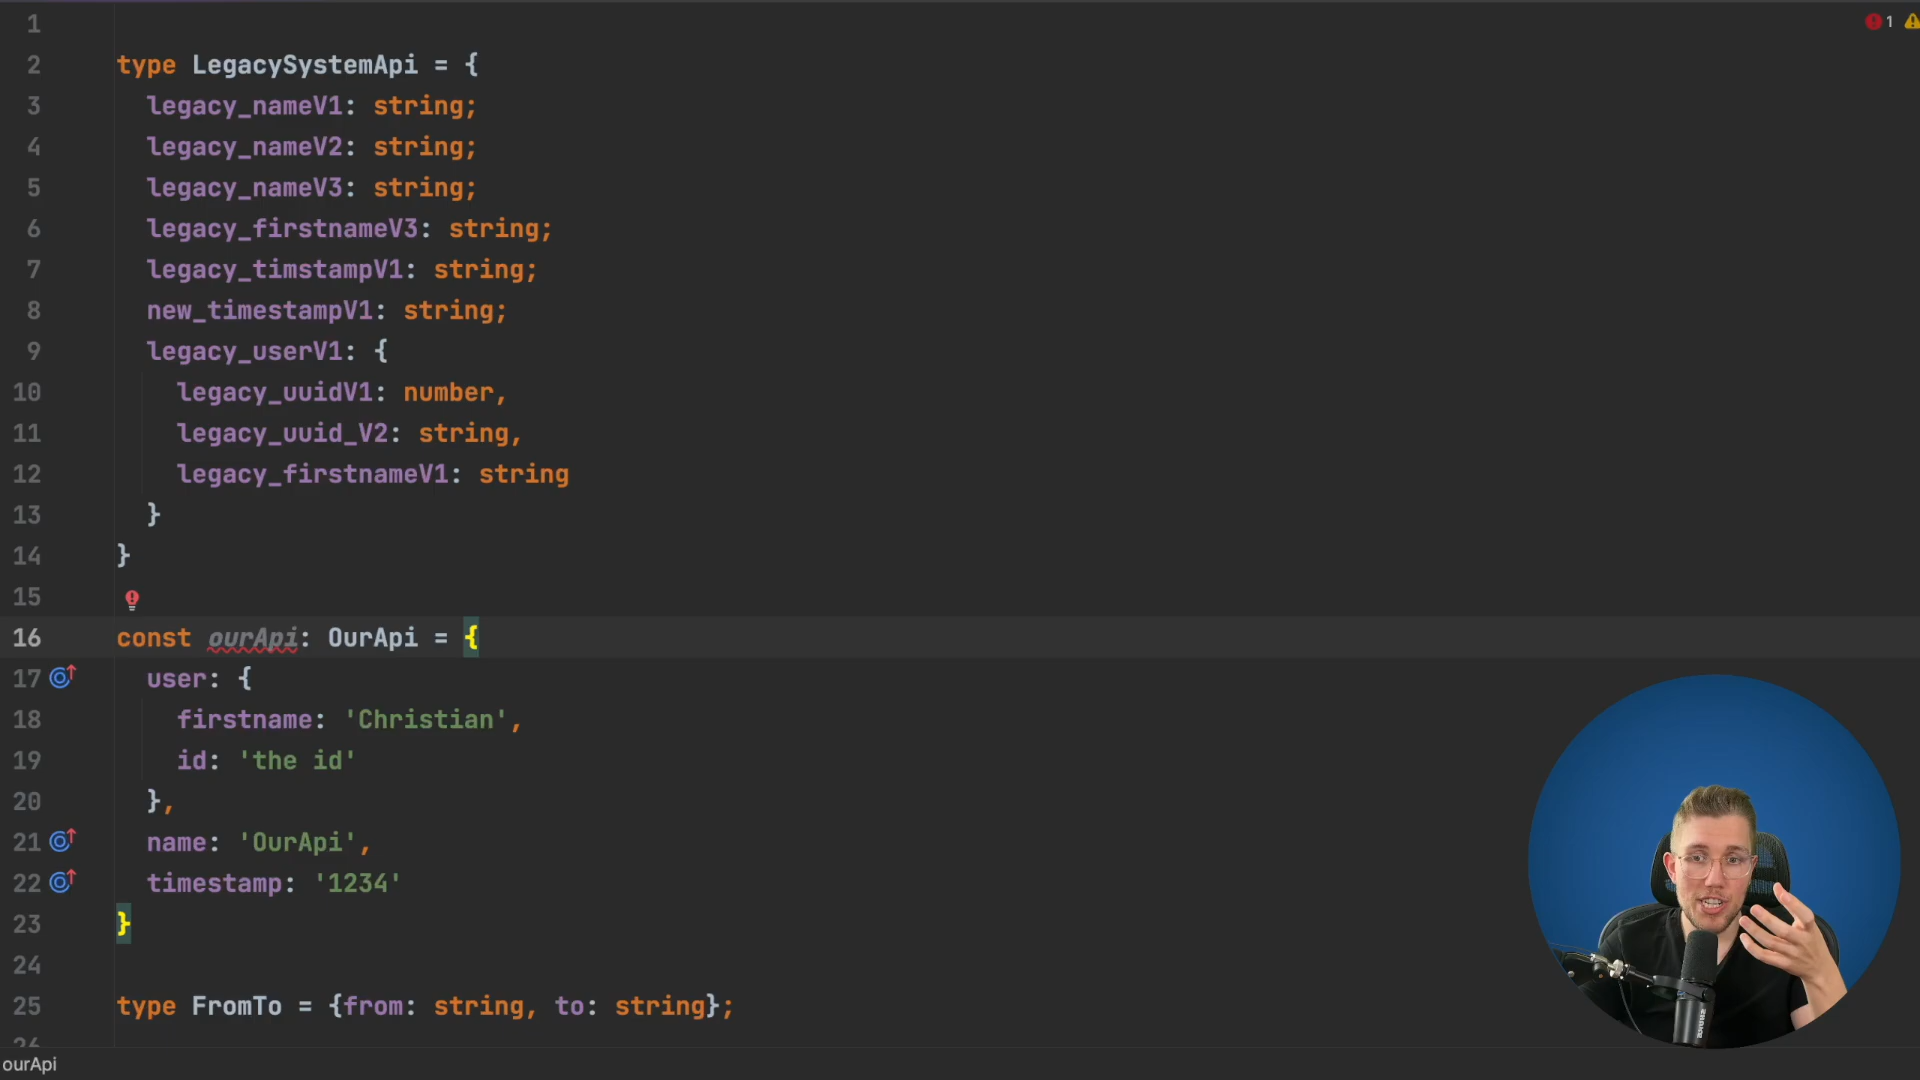 1
2 type LegacySystemApi = {
3 legacy_nameV1: string;
4 legacy_nameV2: string;
5 legacy_nameV3: string;
6 legacy_firstnameV3: string;
7 legacy_timstampV1: string;
8 new_timestampV1: string;
9 legacy_userV1: {
10 legacy_uuidV1: number,
11 legacy_uuid_V2: string,
12 legacy_firstnameV1: string
13 }
14 }
15
16 const ourApi: OurApi = {
17 user: {
18 firstname: 'Christian',
19 id: 'the id'
20 },
21 name: 'OurApi',
22 timestamp: '1234'
23 }
24
25 type FromTo = {from: string, to: string};
26
ourApi
1